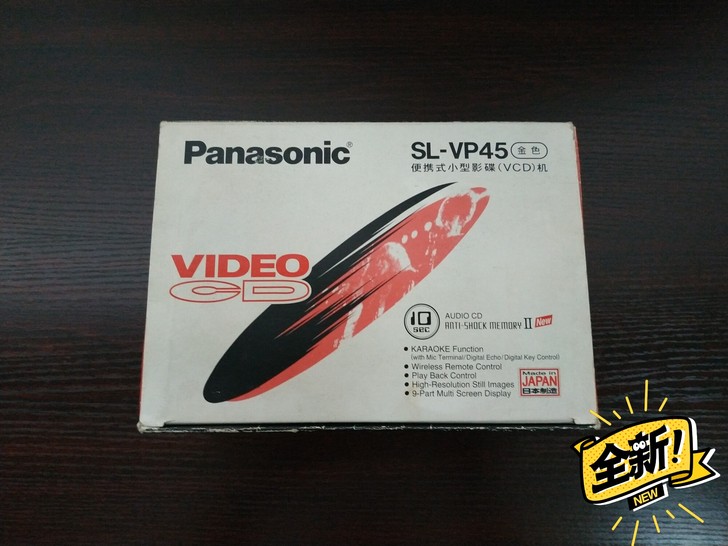 Panasonic®
SL-VP45 金色
便携式小型影碟(VCD)机
VIDEO
CD
10
sec
AUDIO CD
ANTI-SHOCK MEMORY II New
• KARAOKE Function
(with Mic Terminal/Digital Echo/Digital Key Control)
• Wireless Remote Control
• Play Back Control
• High-Resolution Still Images
• 9-Part Multi Screen Display
Made in
JAPAN
日本制造
全新!
NEW